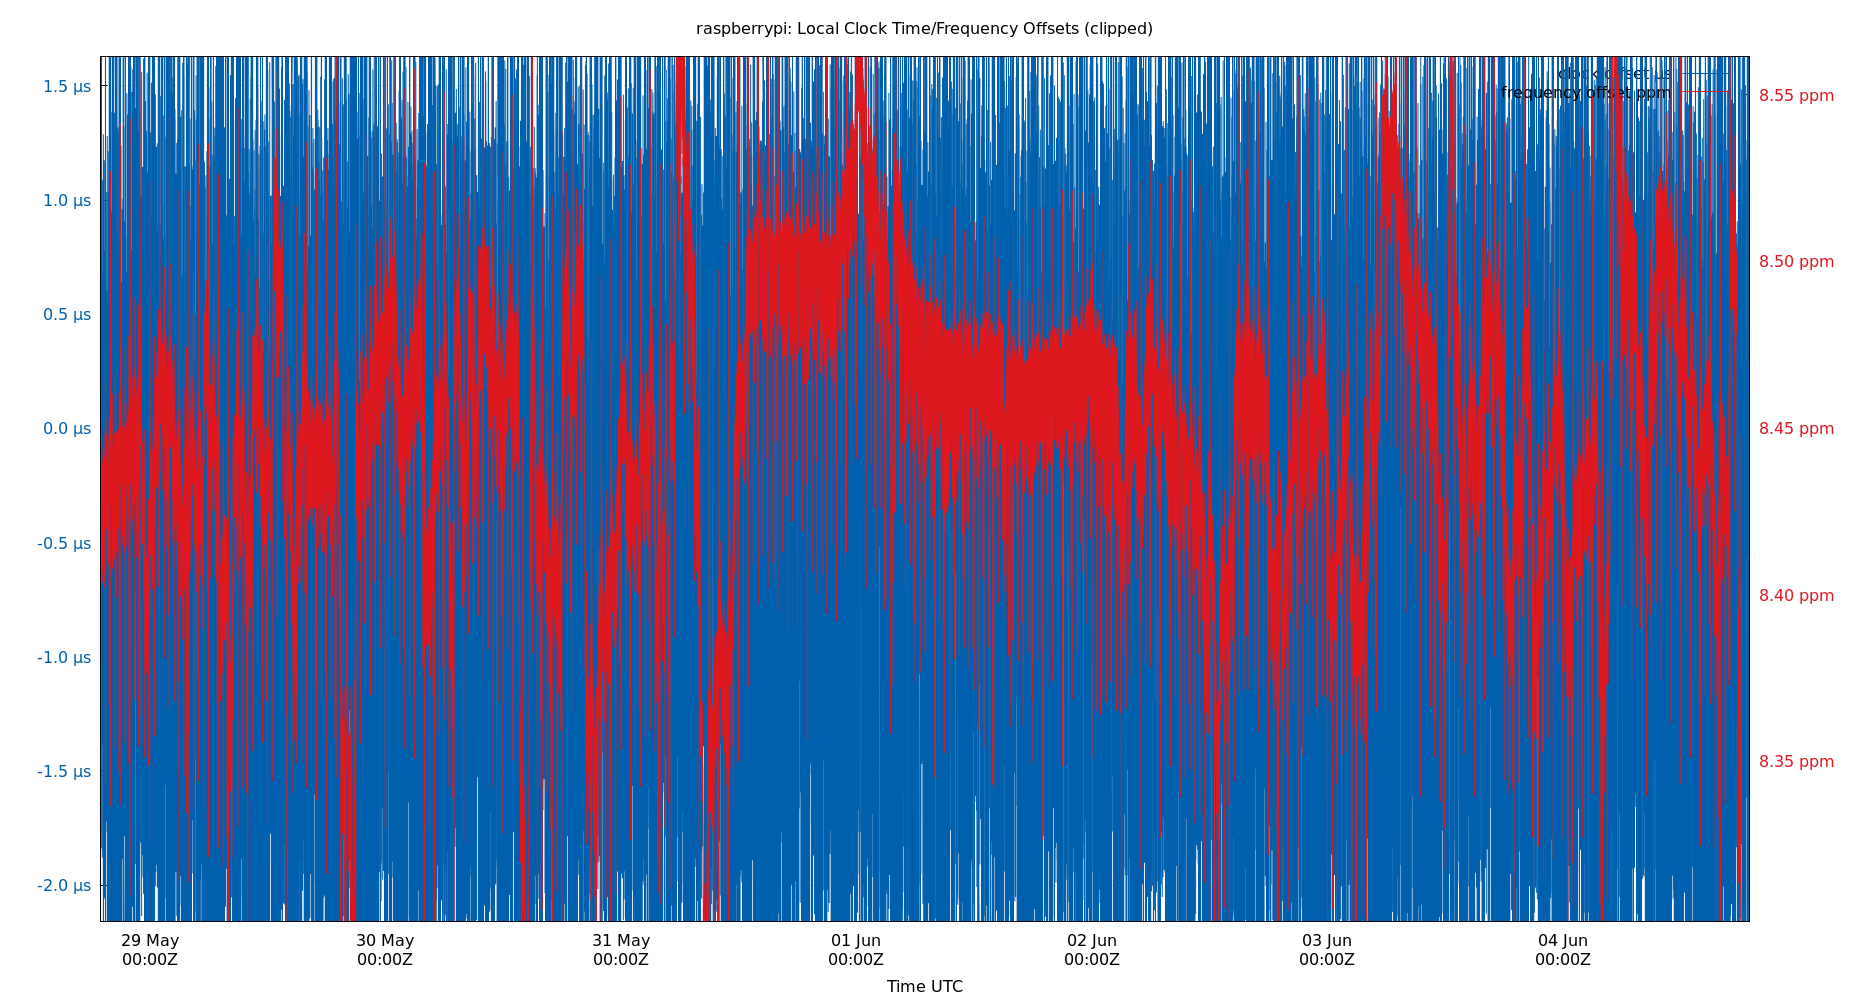 raspberrypi: Local Clock Time/Frequency Offsets (clipped)
clock offset µs
frequency offset ppm
1.5 µs
1.0 µs
0.5 µs
0.0 µs
-0.5 µs
-1.0 µs
-1.5 µs
-2.0 µs
8.55 ppm
8.50 ppm
8.45 ppm
8.40 ppm
8.35 ppm
29 May
00:00Z
30 May
00:00Z
31 May
00:00Z
01 Jun
00:00Z
02 Jun
00:00Z
03 Jun
00:00Z
04 Jun
00:00Z
Time UTC